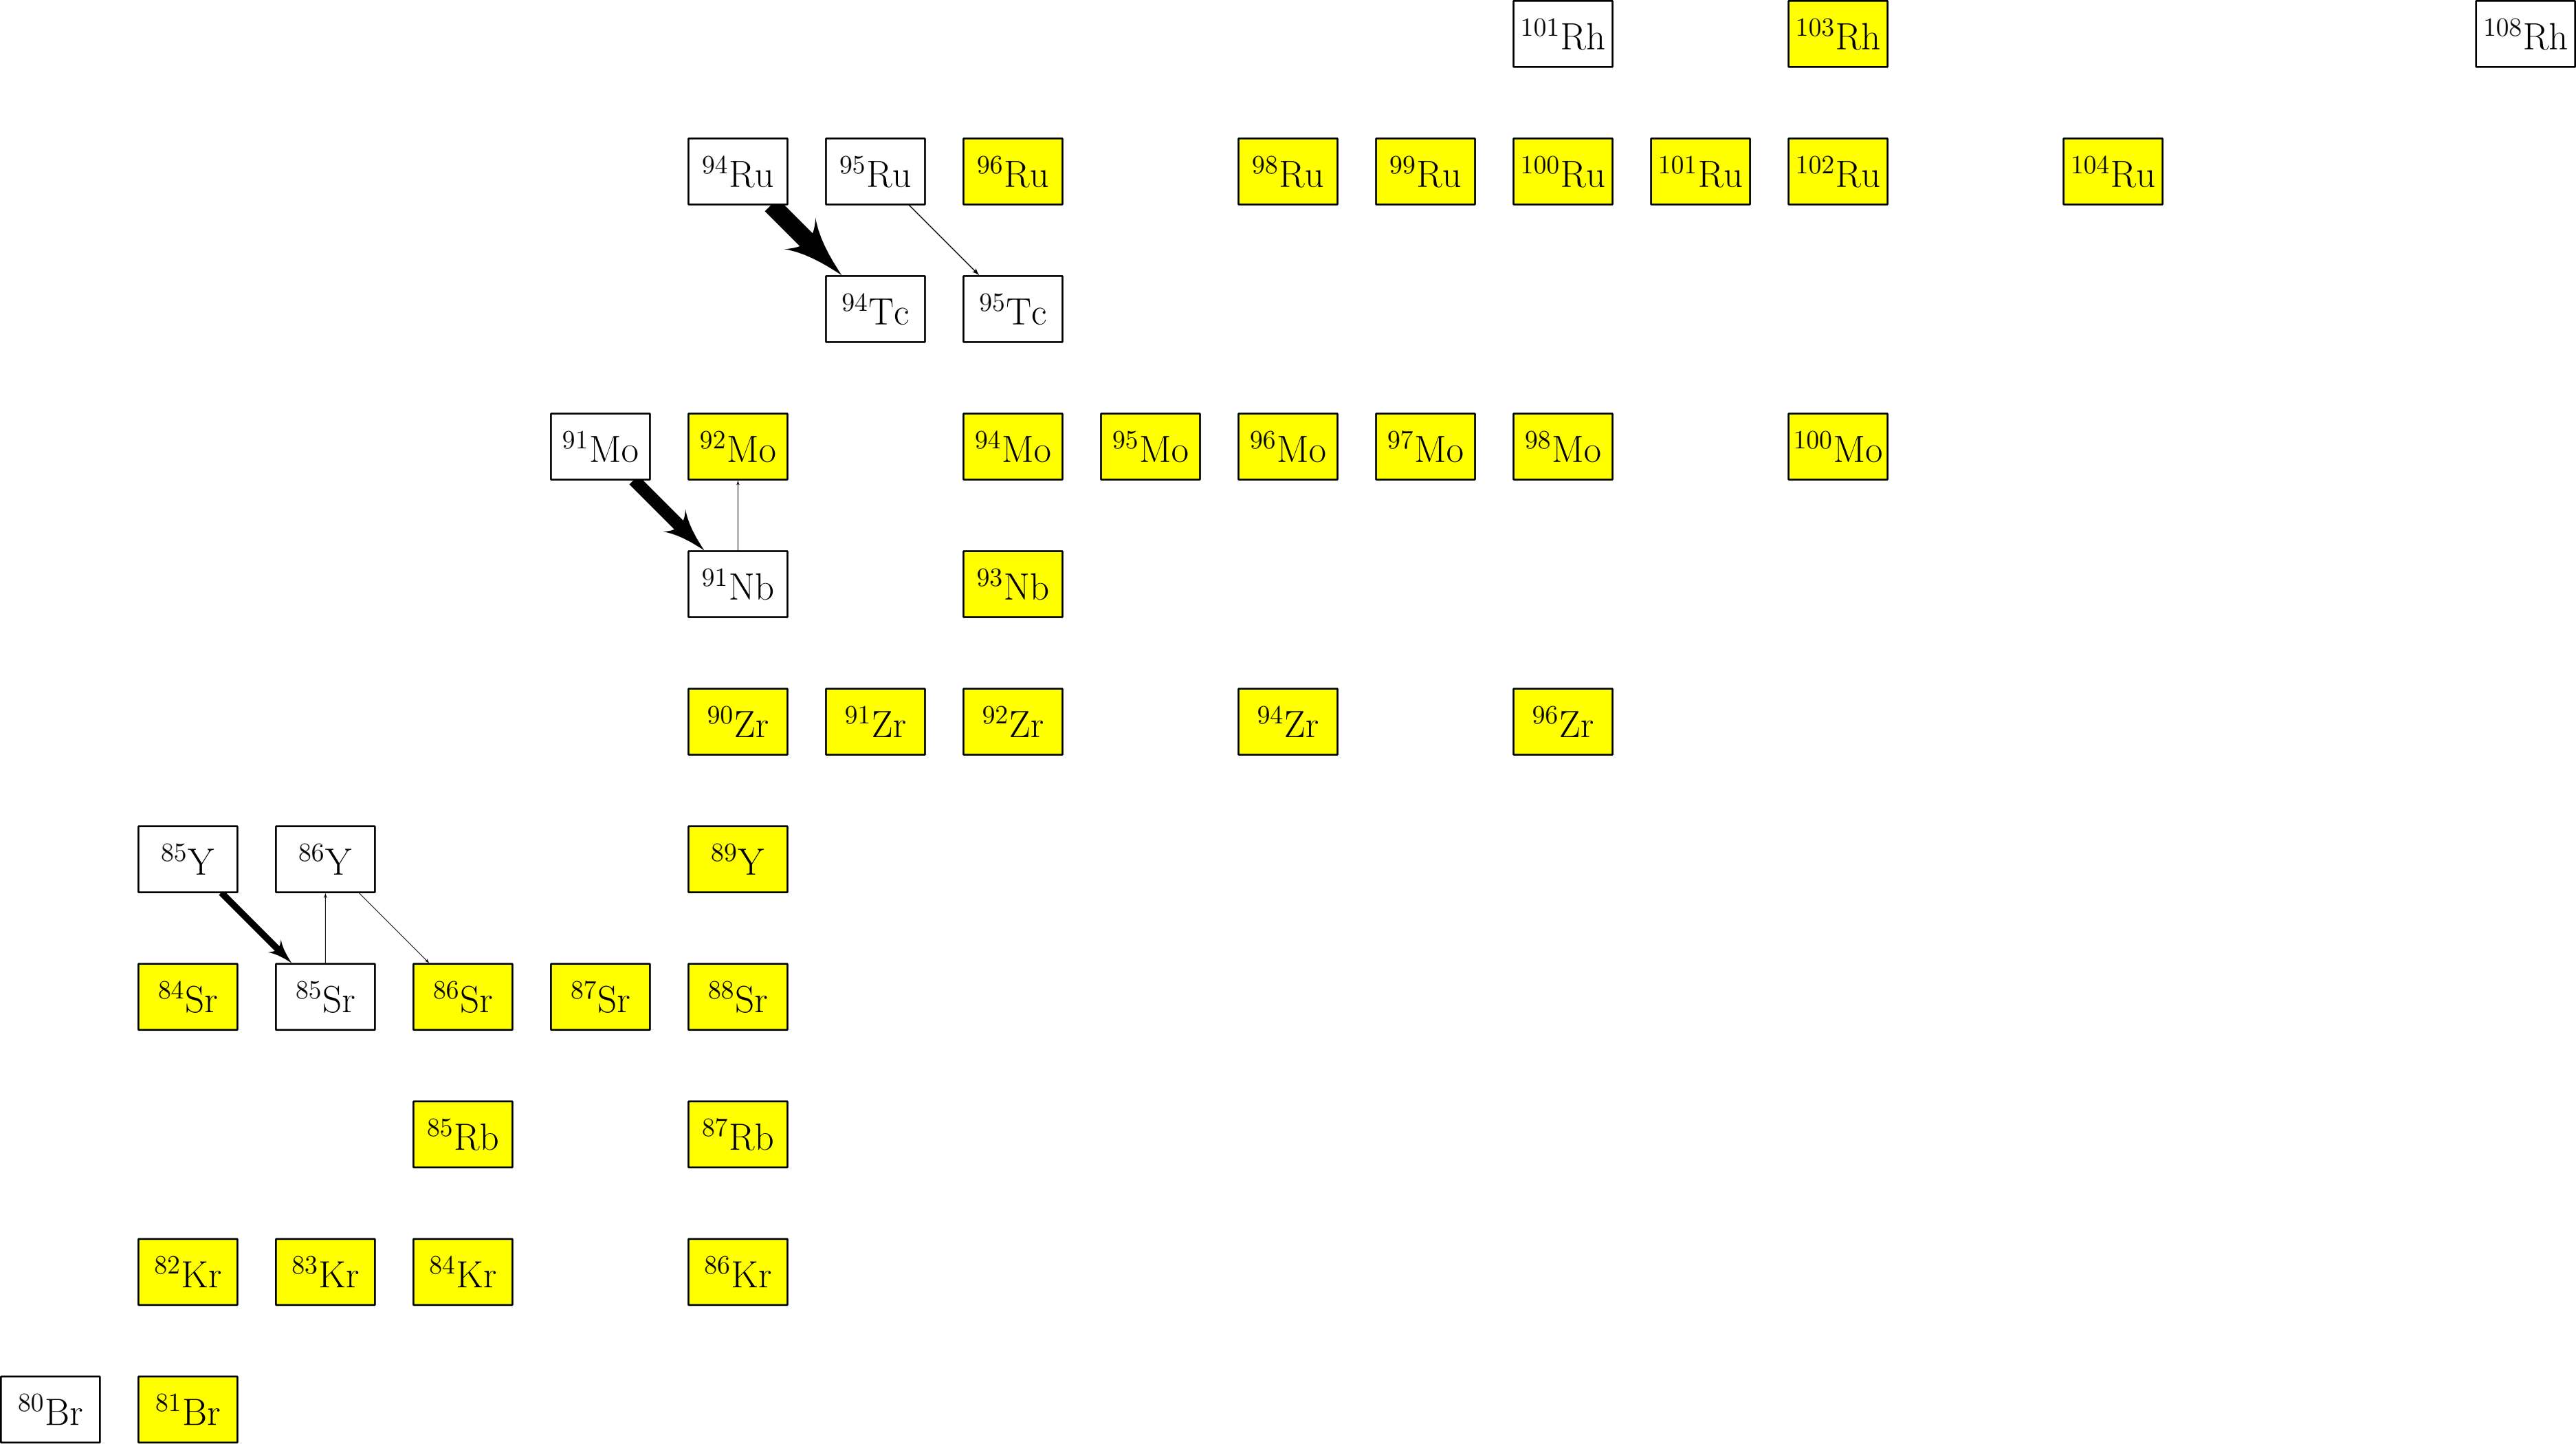 ¹⁰¹Rh ¹⁰³Rh ¹⁰⁸Rh
⁹⁴Ru ⁹⁵Ru ⁹⁶Ru ⁹⁸Ru ⁹⁹Ru ¹⁰⁰Ru ¹⁰¹Ru ¹⁰²Ru ¹⁰⁴Ru
⁹⁴Tc ⁹⁵Tc
⁹¹Mo ⁹²Mo ⁹⁴Mo ⁹⁵Mo ⁹⁶Mo ⁹⁷Mo ⁹⁸Mo ¹⁰⁰Mo
⁹¹Nb ⁹³Nb
⁹⁰Zr ⁹¹Zr ⁹²Zr ⁹⁴Zr ⁹⁶Zr
⁸⁵Y ⁸⁶Y ⁸⁹Y
⁸⁴Sr ⁸⁵Sr ⁸⁶Sr ⁸⁷Sr ⁸⁸Sr
⁸⁵Rb ⁸⁷Rb
⁸²Kr ⁸³Kr ⁸⁴Kr ⁸⁶Kr
⁸⁰Br ⁸¹Br